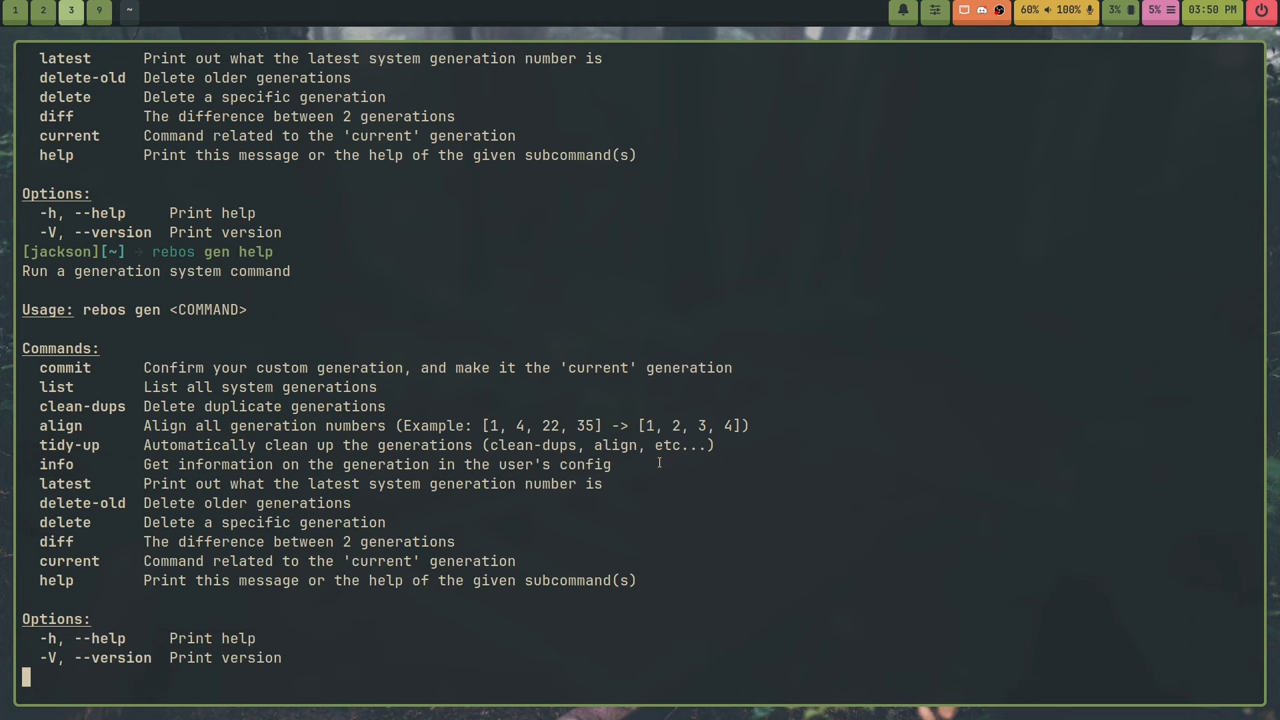 1 2 3 9 ~ 60% 100% 3% 5% 03:50 PM
latest Print out what the latest system generation number is
delete-old Delete older generations
delete Delete a specific generation
diff The difference between 2 generations
current Command related to the 'current' generation
help Print this message or the help of the given subcommand(s)
Options:
-h, --help Print help
-V, --version Print version
[jackson][~] → rebos gen help
Run a generation system command
Usage: rebos gen <COMMAND>
Commands:
commit Confirm your custom generation, and make it the 'current' generation
list List all system generations
clean-dups Delete duplicate generations
align Align all generation numbers (Example: [1, 4, 22, 35] -> [1, 2, 3, 4])
tidy-up Automatically clean up the generations (clean-dups, align, etc...)
info Get information on the generation in the user's config
latest Print out what the latest system generation number is
delete-old Delete older generations
delete Delete a specific generation
diff The difference between 2 generations
current Command related to the 'current' generation
help Print this message or the help of the given subcommand(s)
Options:
-h, --help Print help
-V, --version Print version